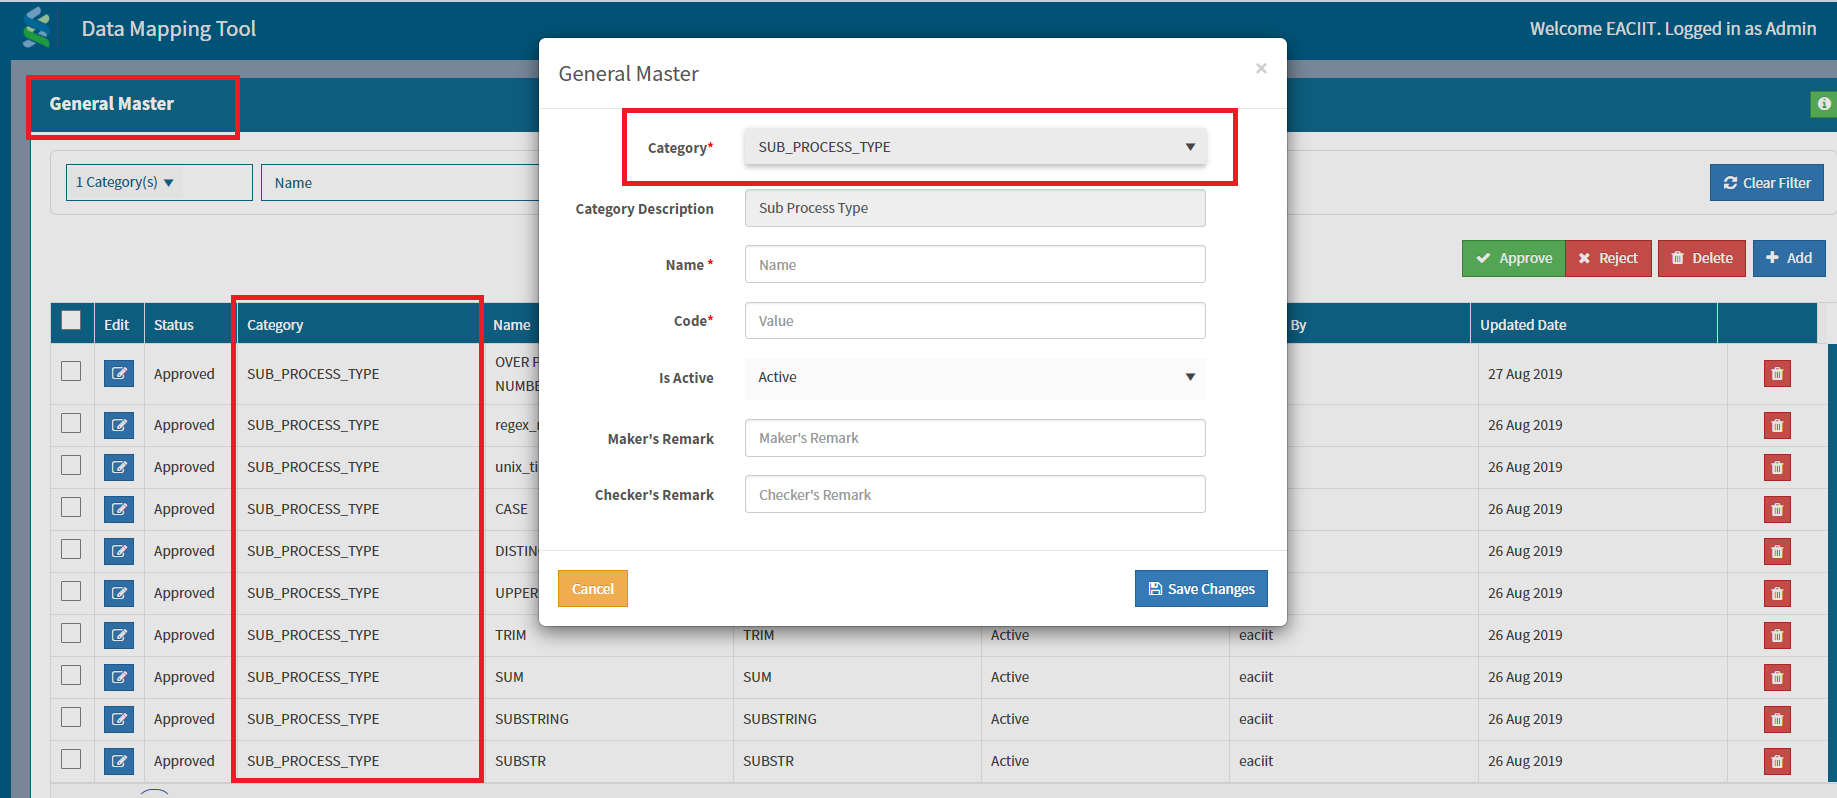 Data Mapping Tool
Welcome EACIIT. Logged in as Admin
General Master
1 Category(s)
Name
Clear Filter
Approve
Reject
Delete
Add
General Master
×
Category*
SUB_PROCESS_TYPE
Category Description
Sub Process Type
Name *
Name
Code*
Value
Is Active
Active
Maker's Remark
Maker's Remark
Checker's Remark
Checker's Remark
Cancel
Save Changes
Edit Status Category Name By Updated Date
Approved SUB_PROCESS_TYPE OVER P 27 Aug 2019
NUMBE
Approved SUB_PROCESS_TYPE regex_r 26 Aug 2019
Approved SUB_PROCESS_TYPE unix_ti 26 Aug 2019
Approved SUB_PROCESS_TYPE CASE 26 Aug 2019
Approved SUB_PROCESS_TYPE DISTIN 26 Aug 2019
Approved SUB_PROCESS_TYPE UPPER 26 Aug 2019
Approved SUB_PROCESS_TYPE TRIM TRIM Active eaciit 26 Aug 2019
Approved SUB_PROCESS_TYPE SUM SUM Active eaciit 26 Aug 2019
Approved SUB_PROCESS_TYPE SUBSTRING SUBSTRING Active eaciit 26 Aug 2019
Approved SUB_PROCESS_TYPE SUBSTR SUBSTR Active eaciit 26 Aug 2019